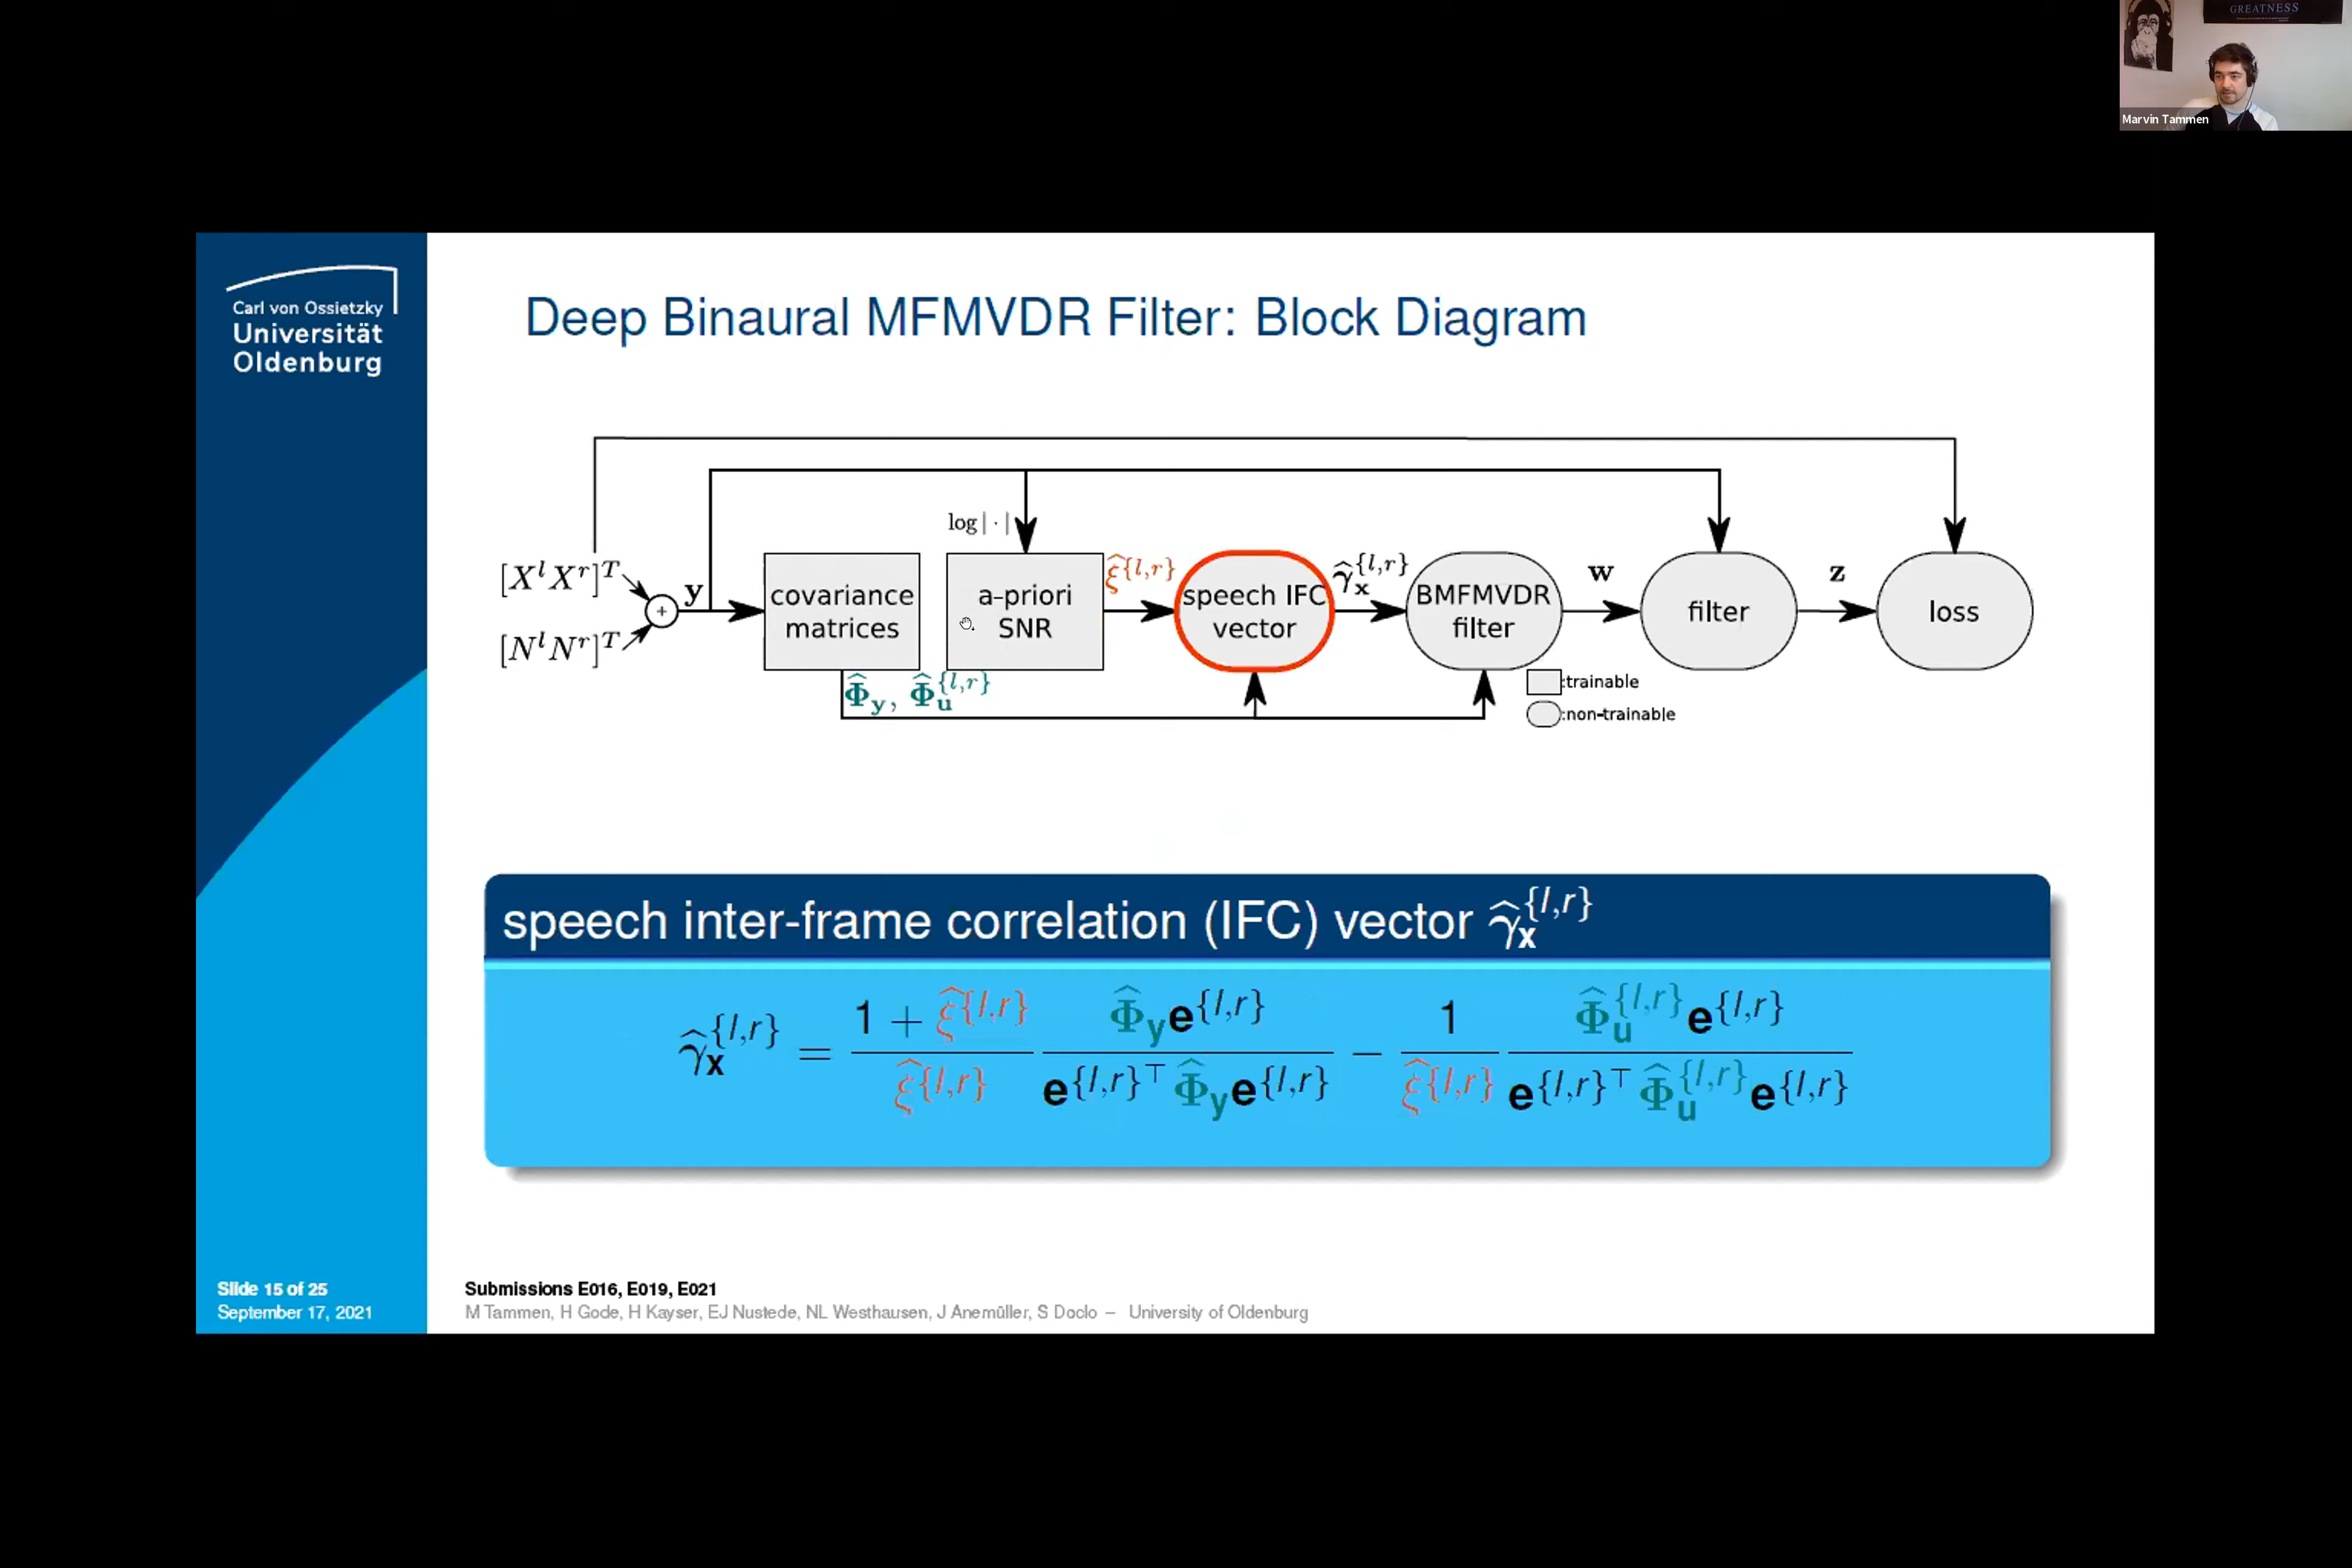 GREATNESS
Marvin Tammen
Carl von Ossietzky
Universität
Oldenburg
Deep Binaural MFMVDR Filter: Block Diagram
[X^l X^r]^T
[N^l N^r]^T
+
y
covariance
matrices
log|·|
a-priori
SNR
ξ̂^{l,r}
speech IFC
vector
γ̂_x^{l,r}
BMFMVDR
filter
w
filter
z
loss
Φ̂_y, Φ̂_u^{l,r}
:trainable
:non-trainable
speech inter-frame correlation (IFC) vector γ̂_x^{l,r}
γ̂_x^{l,r} = (1 + ξ̂^{l,r})/ξ̂^{l,r} (Φ̂_y e^{l,r})/(e^{l,r}⊤ Φ̂_y e^{l,r}) − 1/ξ̂^{l,r} (Φ̂_u^{l,r} e^{l,r})/(e^{l,r}⊤ Φ̂_u^{l,r} e^{l,r})
Slide 15 of 25
September 17, 2021
Submissions E016, E019, E021
M Tammen, H Gode, H Kayser, EJ Nustede, NL Westhausen, J Anemüller, S Doclo – University of Oldenburg